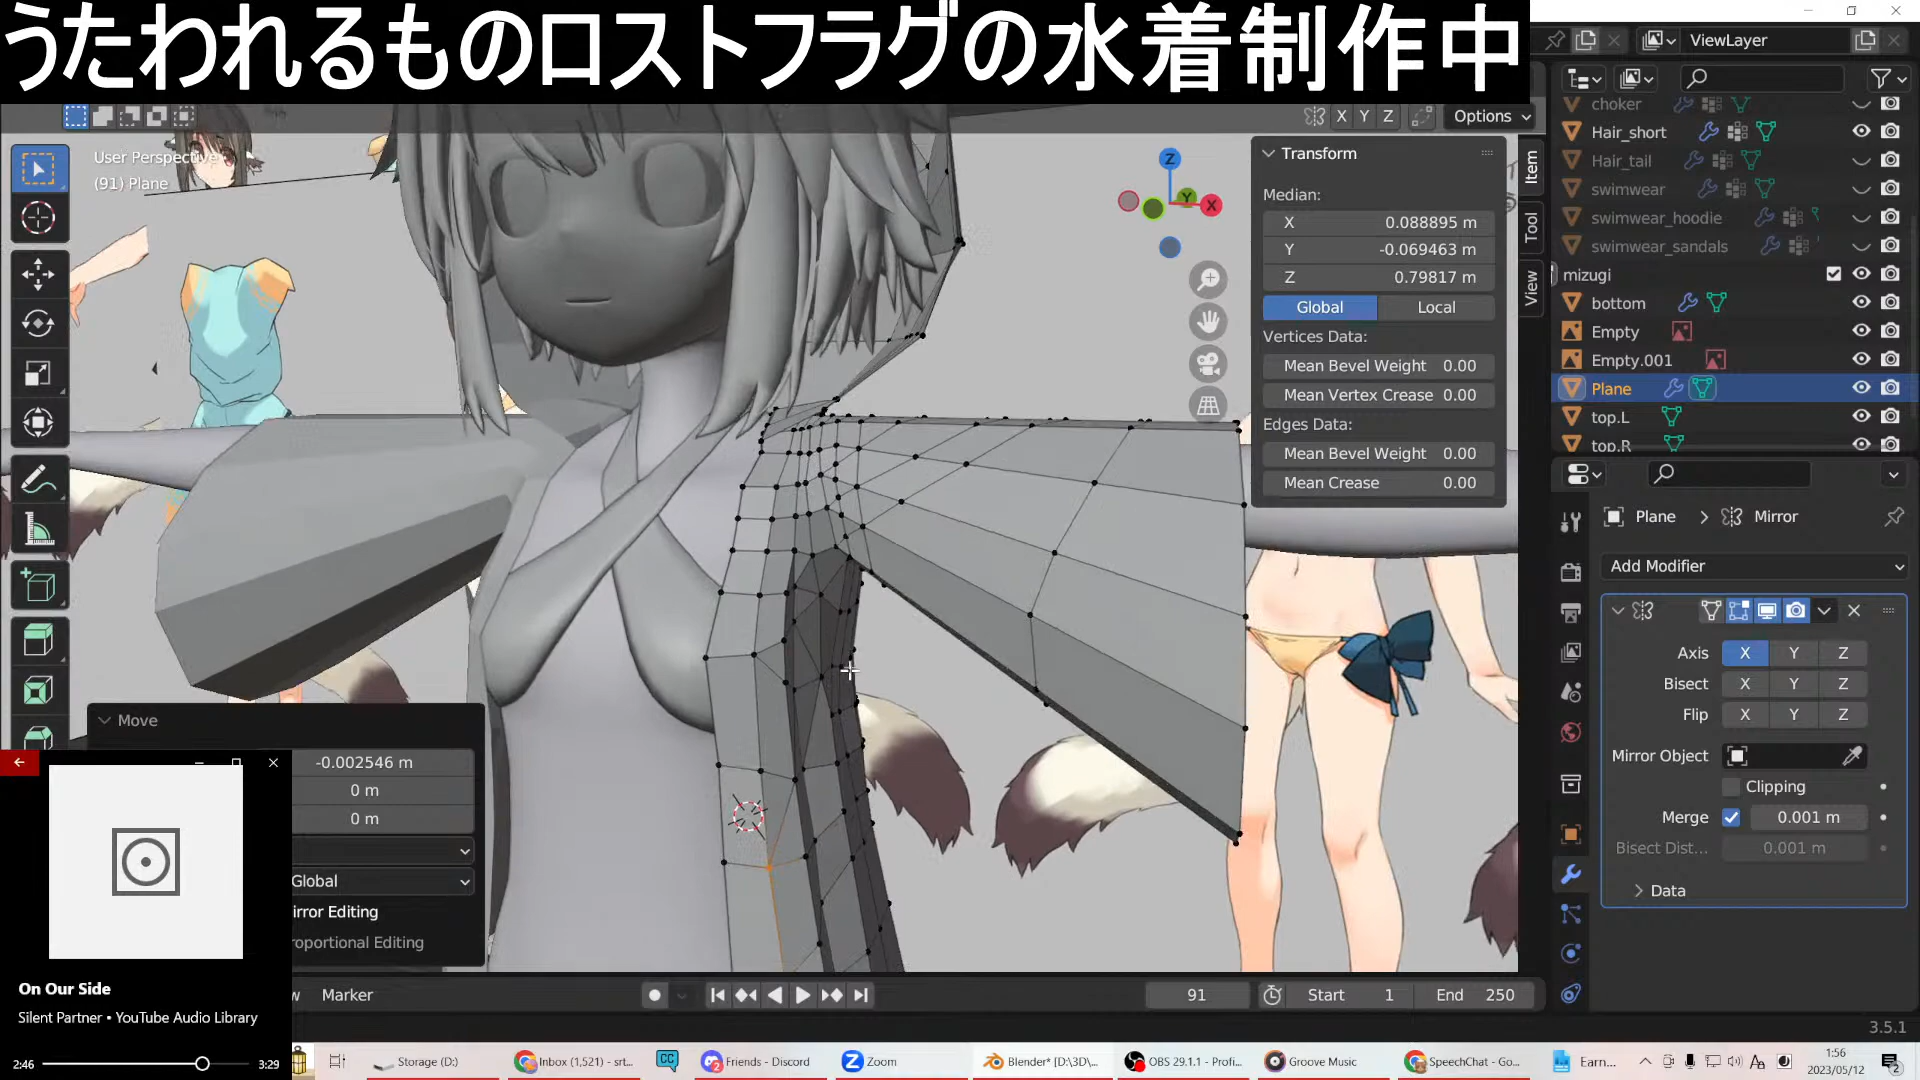 うたわれるものロストフラグの水着制作中
ViewLayer
X Y Z
Options
User Perspective
(91) Plane
Z
Y
X
Transform
Median:
X 0.088895 m
Y -0.069463 m
Z 0.79817 m
Global Local
Vertices Data:
Mean Bevel Weight 0.00
Mean Vertex Crease 0.00
Edges Data:
Mean Bevel Weight 0.00
Mean Crease 0.00
Item
Tool
View
choker
Hair_short
Hair_tail
swimwear
swimwear_hoodie
swimwear_sandals
mizugi
bottom
Empty
Empty.001
Plane
top.L
top.R
Plane > Mirror
Add Modifier
Axis X Y Z
Bisect X Y Z
Flip X Y Z
Mirror Object
Clipping
Merge 0.001 m
Bisect Dist... 0.001 m
Data
Move
-0.002546 m
0 m
0 m
Global
irror Editing
roportional Editing
On Our Side
Silent Partner • YouTube Audio Library
2:46 3:29
w Marker
91 Start 1 End 250
3.5.1
Storage (D:)
Inbox (1,521) - srt...
CC
Friends - Discord
Zoom
Blender* [D:\3D\...
OBS 29.1.1 - Profi...
Groove Music
SpeechChat - Go...
Earn...
A
1:56
2023/05/12
2